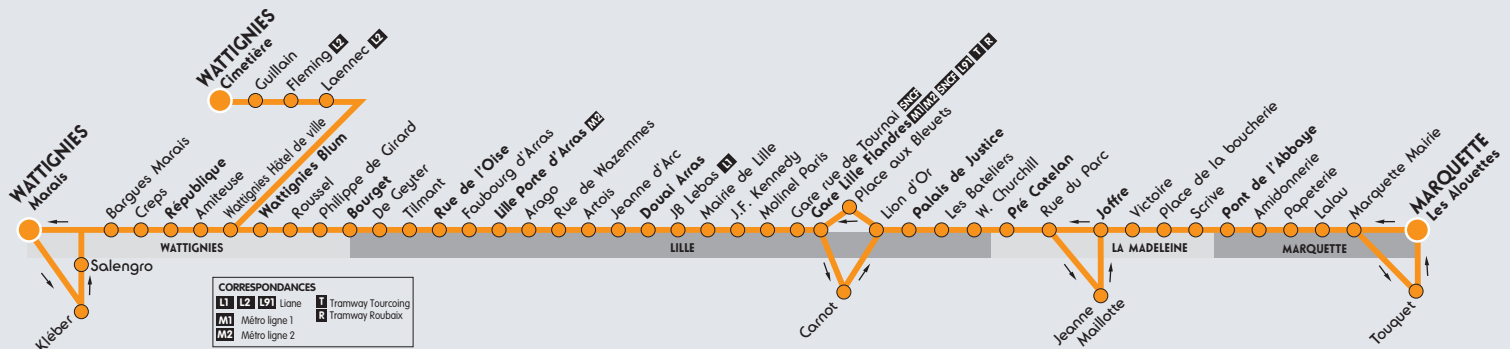 WATTIGNIES
Cimetière
Guillain
Fleming L2
Laennec L2
WATTIGNIES
Marais
Bargues Marais
Creps
République
Amiteuse
Wattignies Hôtel de ville
Wattignies Blum
Roussel
Philippe de Girard
Bourget
De Geyter
Tilmant
Rue de l'Oise
Faubourg d'Arras
Lille Porte d'Arras M2
Arago
Rue de Wazemmes
Artois
Jeanne d'Arc
Douai Arras
JB Lebas L1
Mairie de Lille
J.F. Kennedy
Molinel Paris
Gare rue de Tournai SNCF
Gare Lille Flandres M1 M2 SNCF L91 T R
Place aux Bleuets
Lion d'Or
Palais de Justice
Les Bateliers
W. Churchill
Pré Catelan
Rue du Parc
Joffre
Victoire
Place de la boucherie
Scrive
Pont de l'Abbaye
Amidonnerie
Papeterie
Lalau
Marquette Mairie
MARQUETTE
Les Alouettes
WATTIGNIES
LILLE
LA MADELEINE
MARQUETTE
Salengro
Kléber
Carnot
Jeanne
Maillotte
Touquet
CORRESPONDANCES
L1 L2 L91 Liane
M1 Métro ligne 1
M2 Métro ligne 2
T Tramway Tourcoing
R Tramway Roubaix